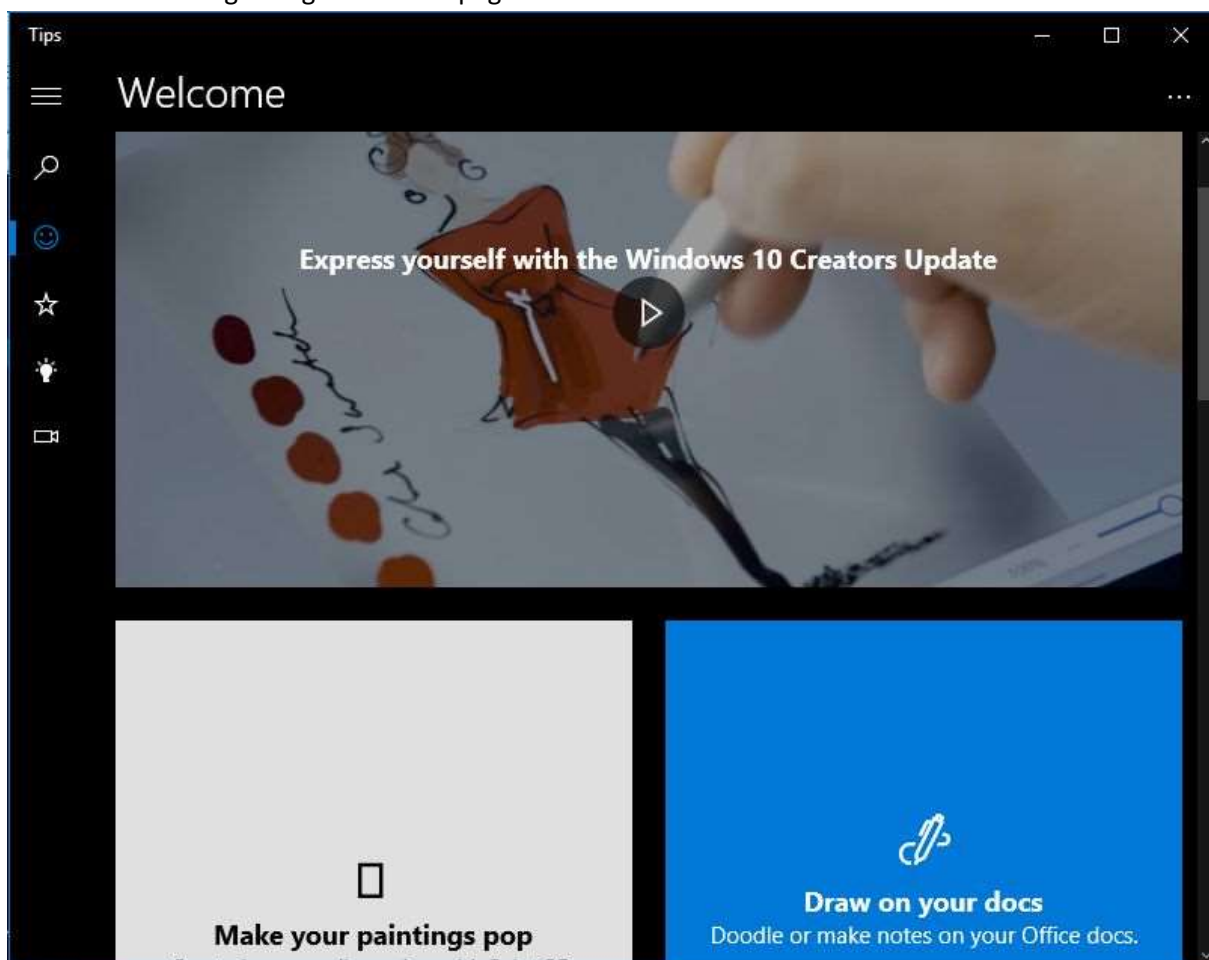 Tips
Welcome
Express yourself with the Windows 10 Creators Update
Make your paintings pop
Draw on your docs
Doodle or make notes on your Office docs.